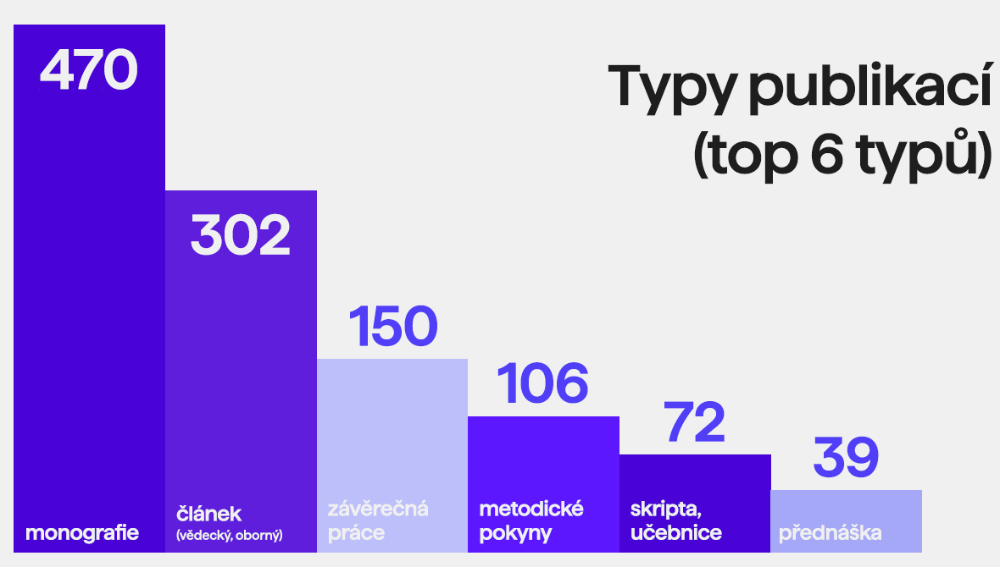 Typy publikací
(top 6 typů)
470
monografie
302
článek
(vědecký, oborný)
150
závěrečná
práce
106
metodické
pokyny
72
skripta,
učebnice
39
přednáška